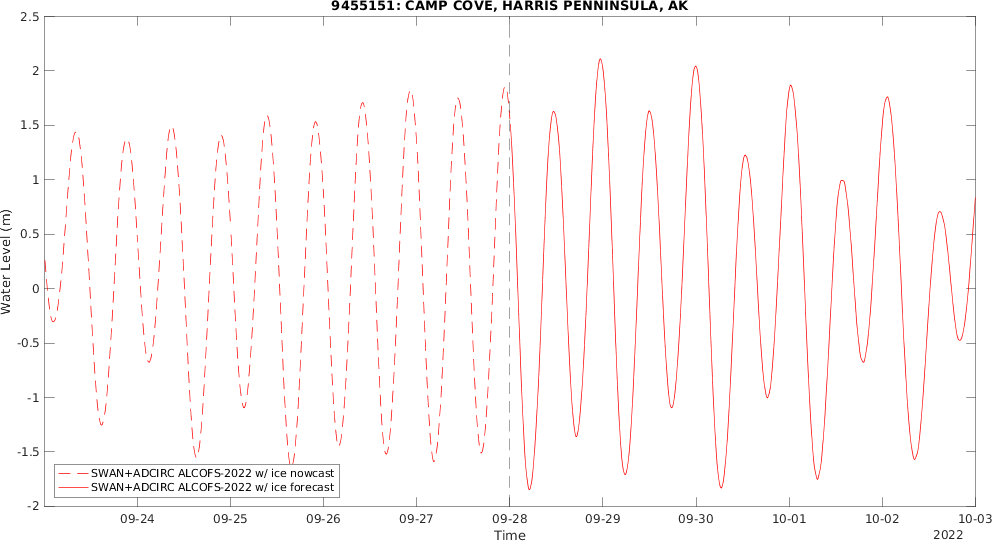 9455151: CAMP COVE, HARRIS PENNINSULA, AK
2.5
2
1.5
1
0.5
0
-0.5
-1
-1.5
-2
Water Level (m)
SWAN+ADCIRC ALCOFS-2022 w/ ice nowcast
SWAN+ADCIRC ALCOFS-2022 w/ ice forecast
09-24 09-25 09-26 09-27 09-28 09-29 09-30 10-01 10-02 10-03
Time
2022